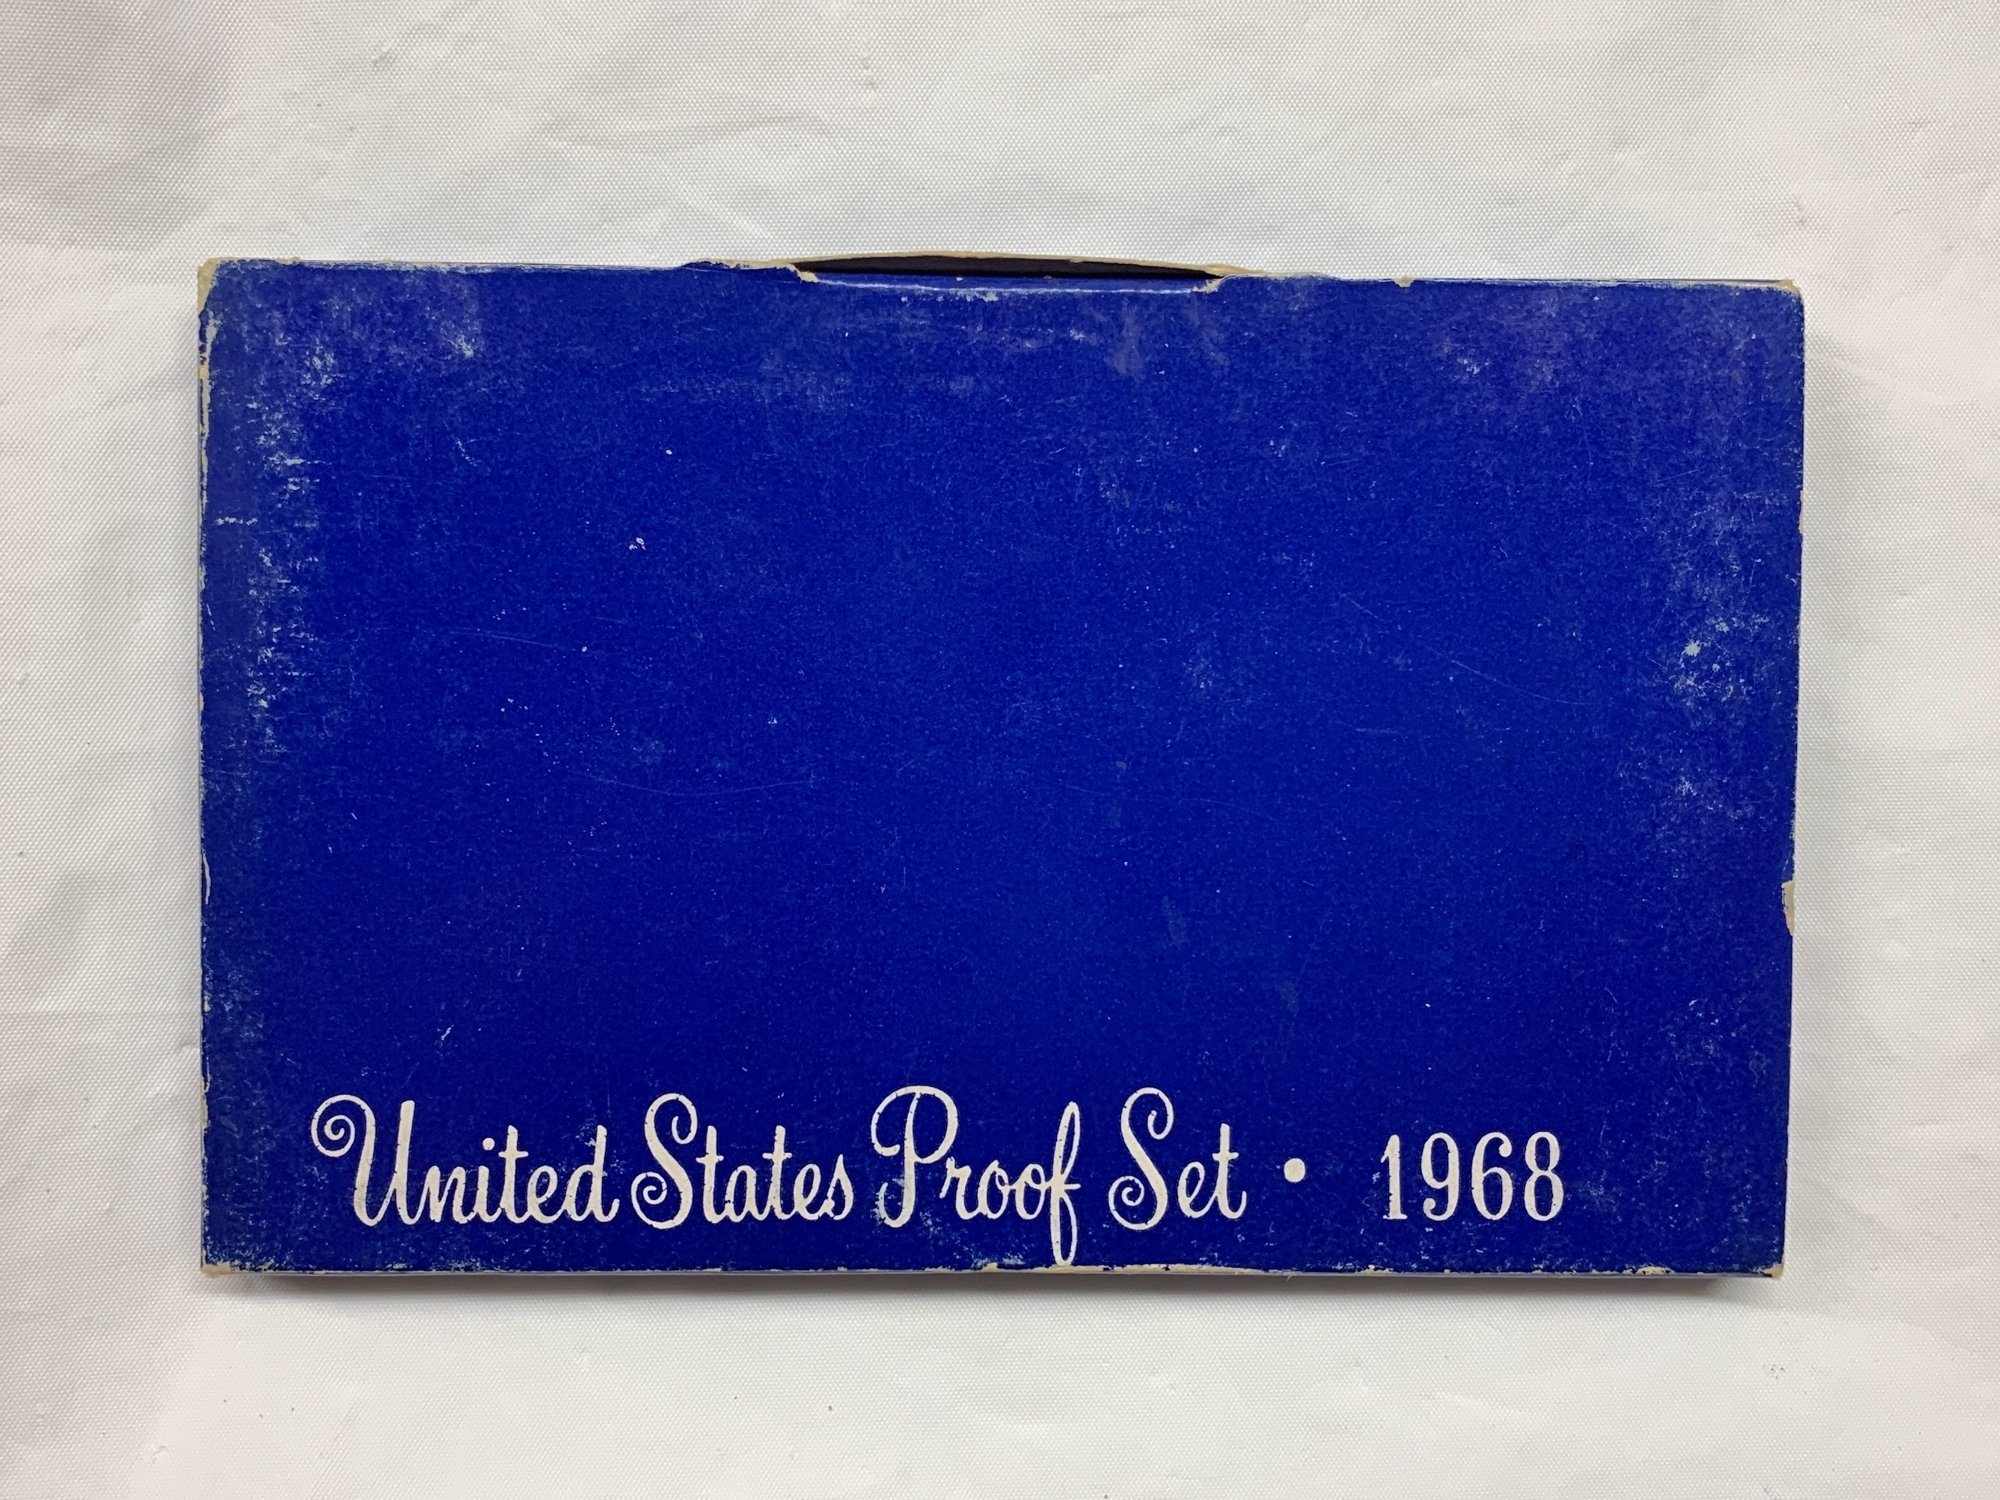 United States Proof Set • 1968